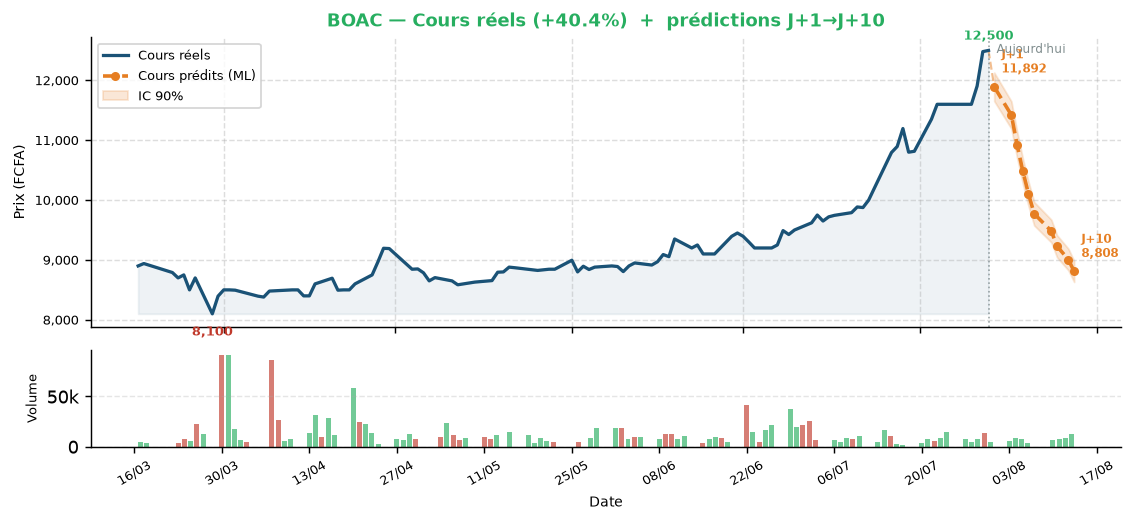 BOAC — Cours réels (+40.4%)  +  prédictions J+1→J+10
12,500
Aujourd'hui
J+1
11,892
Cours réels
Cours prédits (ML)
IC 90%
12,000
11,000
10,000
9,000
8,000
Prix (FCFA)
J+10
8,808
8,100
50k
0
Volume
16/03
30/03
13/04
27/04
11/05
25/05
08/06
22/06
06/07
20/07
03/08
17/08
Date